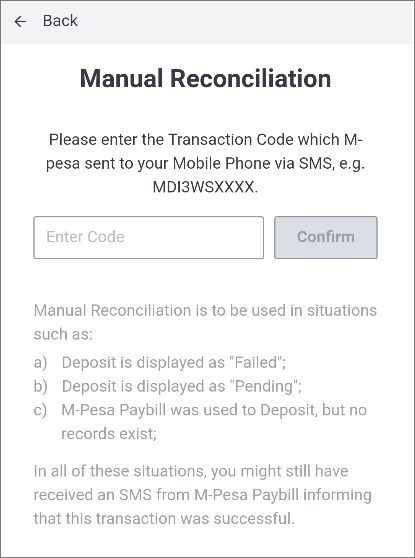 Back
Manual Reconciliation
Please enter the Transaction Code which M-
pesa sent to your Mobile Phone via SMS, e.g.
MDI3WSXXXX.
Enter Code Confirm
Manual Reconciliation is to be used in situations
such as:
a) Deposit is displayed as "Failed";
b) Deposit is displayed as "Pending";
c) M-Pesa Paybill was used to Deposit, but no
records exist;
In all of these situations, you might still have
received an SMS from M-Pesa Paybill informing
that this transaction was successful.